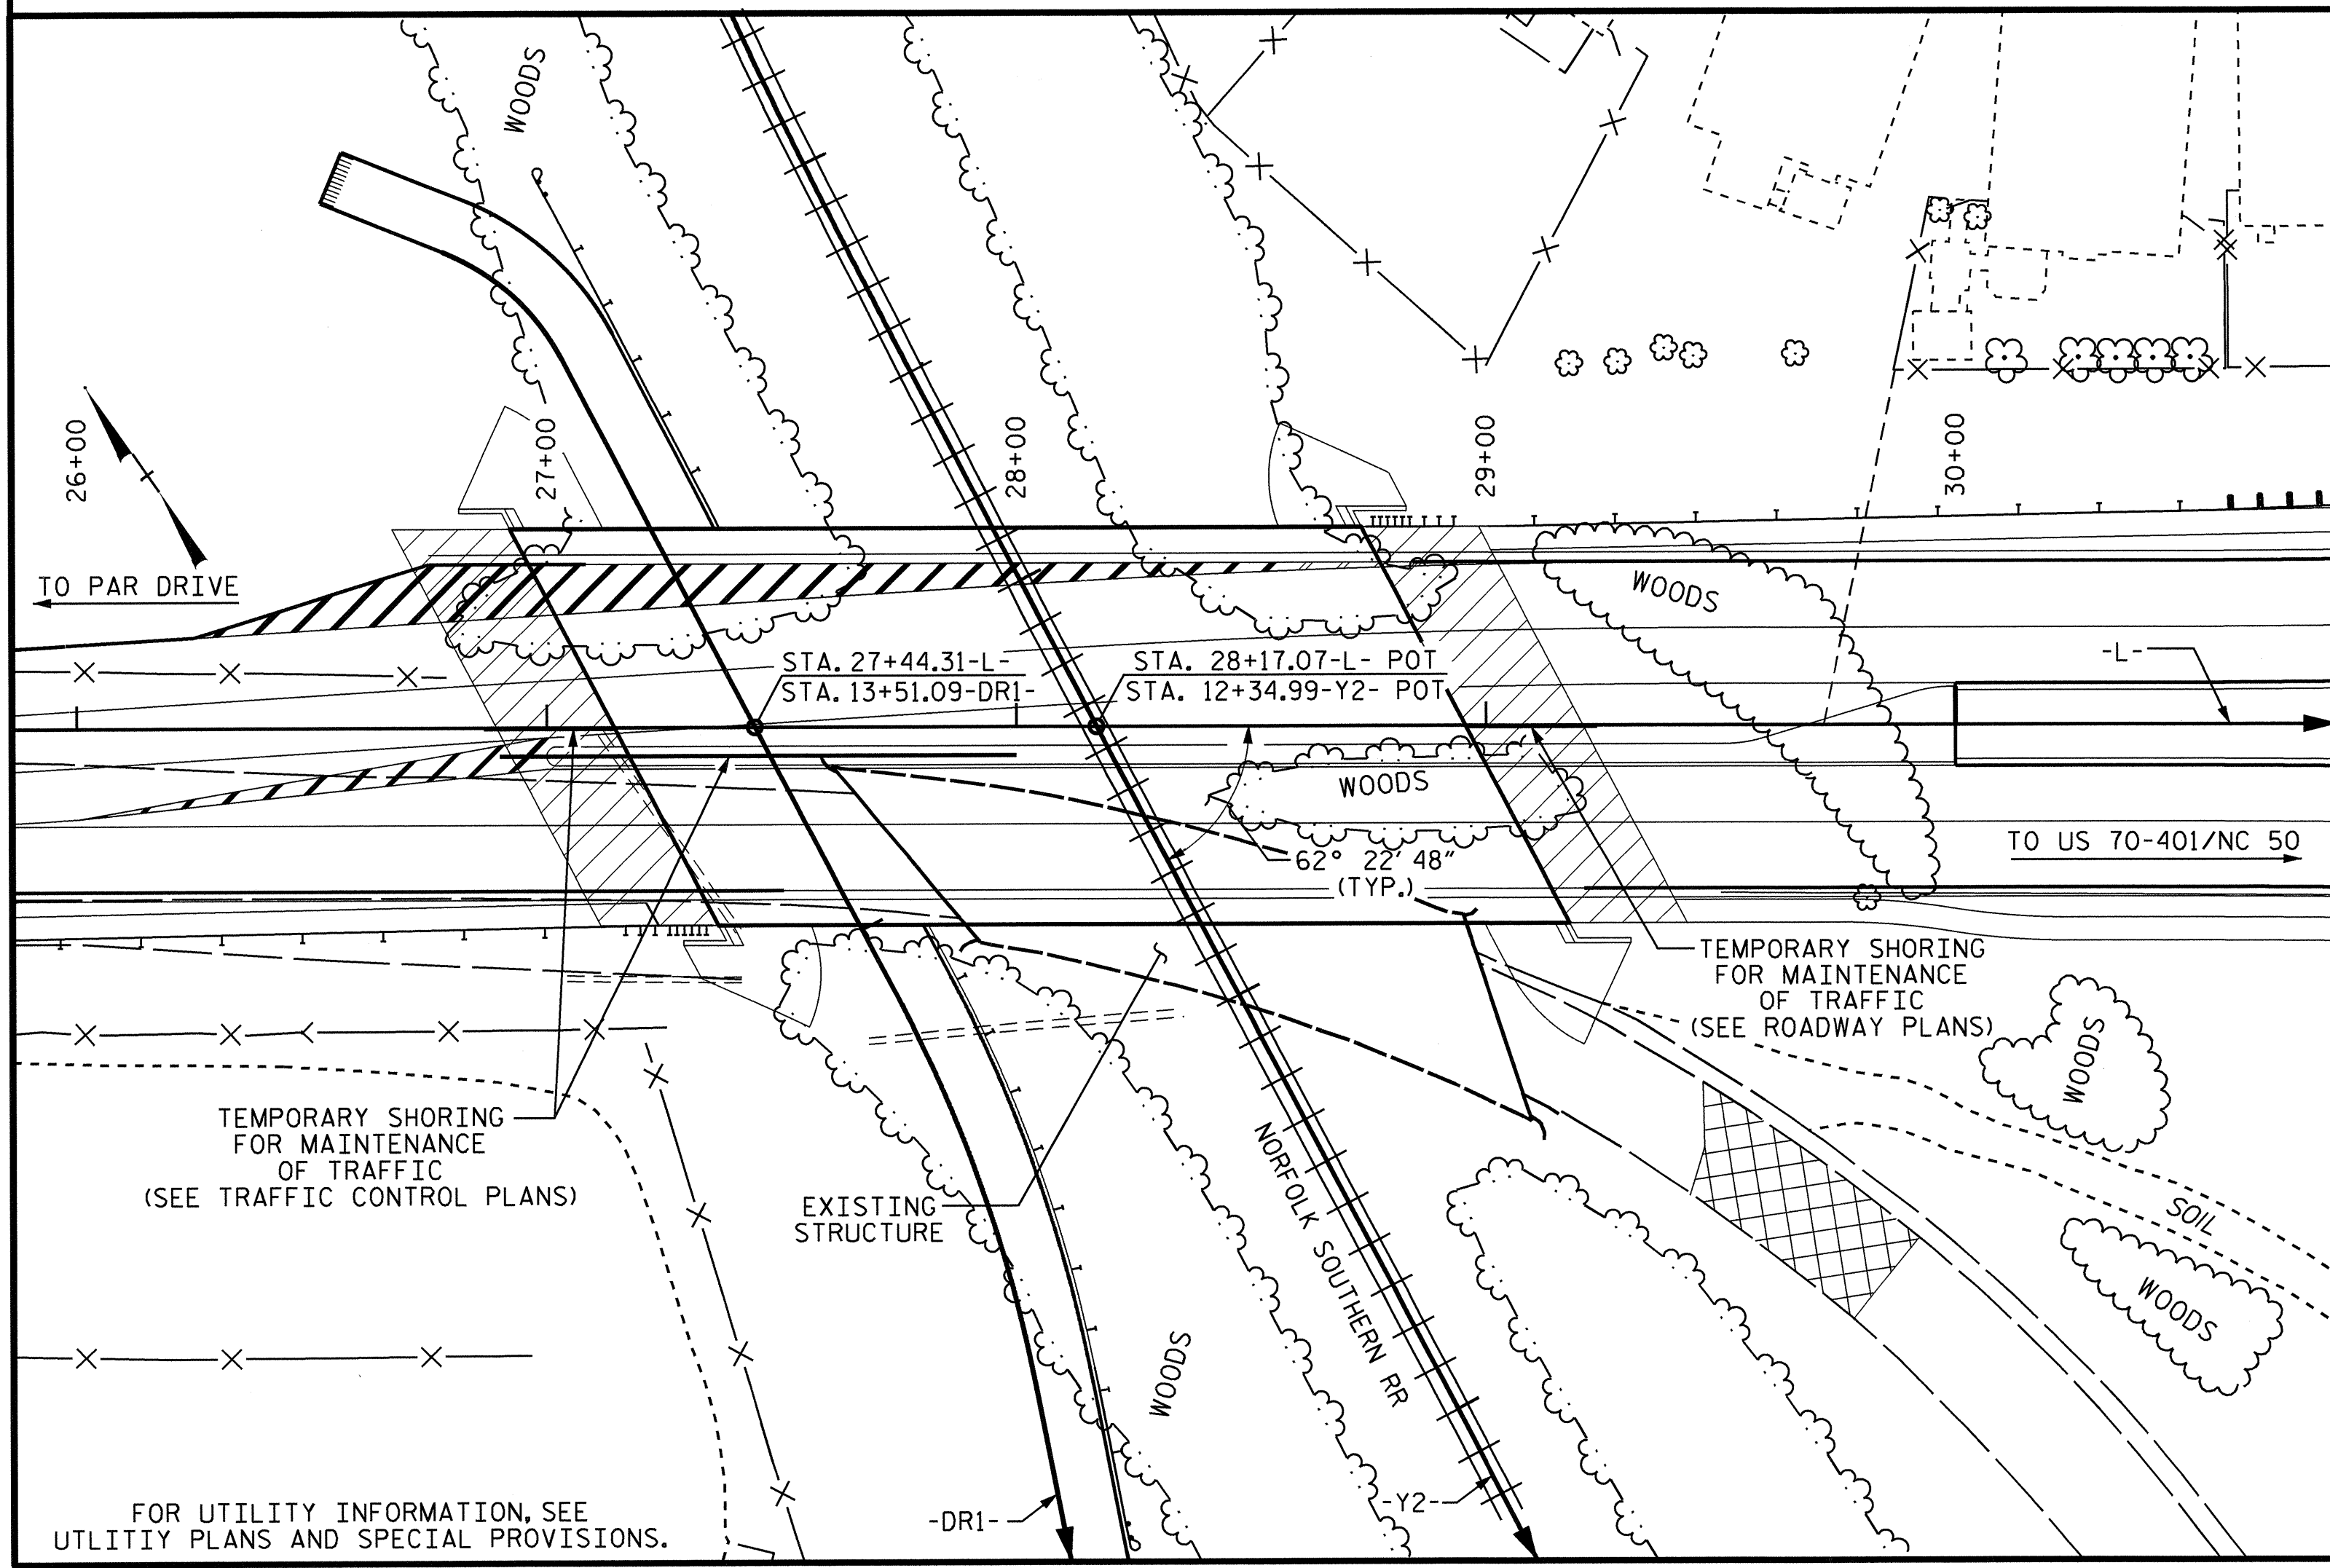 WOODS
26+00
27+00
28+00
29+00
30+00
TO PAR DRIVE
WOODS
STA. 27+44.31-L-
STA. 13+51.09-DR1-
STA. 28+17.07-L- POT
STA. 12+34.99-Y2- POT
-L-
WOODS
TO US 70-401/NC 50
62° 22' 48"
(TYP.)
TEMPORARY SHORING
FOR MAINTENANCE
OF TRAFFIC
(SEE ROADWAY PLANS)
WOODS
TEMPORARY SHORING
FOR MAINTENANCE
OF TRAFFIC
(SEE TRAFFIC CONTROL PLANS)
EXISTING
STRUCTURE
NORFOLK SOUTHERN RR
SOIL
WOODS
WOODS
-DR1-
-Y2-
FOR UTILITY INFORMATION, SEE
UTLITIY PLANS AND SPECIAL PROVISIONS.